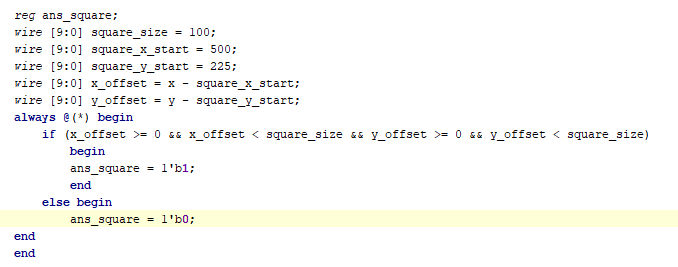 reg ans_square;
wire [9:0] square_size = 100;
wire [9:0] square_x_start = 500;
wire [9:0] square_y_start = 225;
wire [9:0] x_offset = x - square_x_start;
wire [9:0] y_offset = y - square_y_start;
always @(*) begin
    if (x_offset >= 0 && x_offset < square_size && y_offset >= 0 && y_offset < square_size)
        begin
        ans_square = 1'b1;
        end
    else begin
        ans_square = 1'b0;
end
end